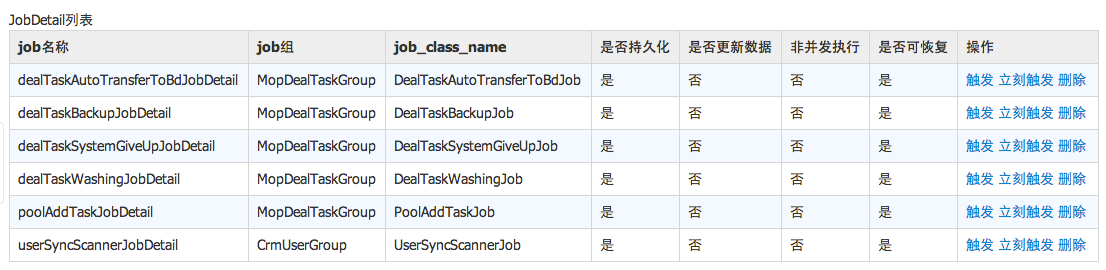 JobDetail列表
job名称 job组 job_class_name 是否持久化 是否更新数据 非并发执行 是否可恢复 操作
dealTaskAutoTransferToBdJobDetail MopDealTaskGroup DealTaskAutoTransferToBdJob 是 否 否 是 触发 立刻触发 删除
dealTaskBackupJobDetail MopDealTaskGroup DealTaskBackupJob 是 否 否 是 触发 立刻触发 删除
dealTaskSystemGiveUpJobDetail MopDealTaskGroup DealTaskSystemGiveUpJob 是 否 否 是 触发 立刻触发 删除
dealTaskWashingJobDetail MopDealTaskGroup DealTaskWashingJob 是 否 否 是 触发 立刻触发 删除
poolAddTaskJobDetail MopDealTaskGroup PoolAddTaskJob 是 否 否 是 触发 立刻触发 删除
userSyncScannerJobDetail CrmUserGroup UserSyncScannerJob 是 否 否 是 触发 立刻触发 删除